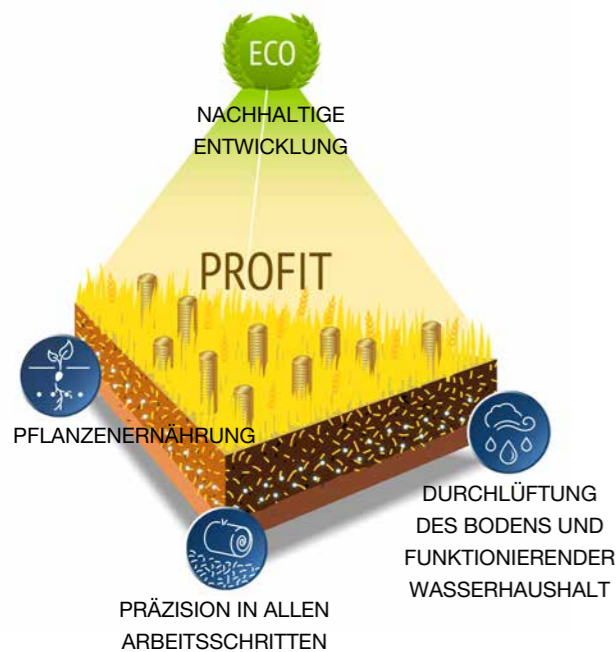 ECO
NACHHALTIGE
ENTWICKLUNG
PROFIT
PFLANZENERNÄHRUNG
DURCHLÜFTUNG
DES BODENS UND
FUNKTIONIERENDER
WASSERHAUSHALT
PRÄZISION IN ALLEN
ARBEITSSCHRITTEN